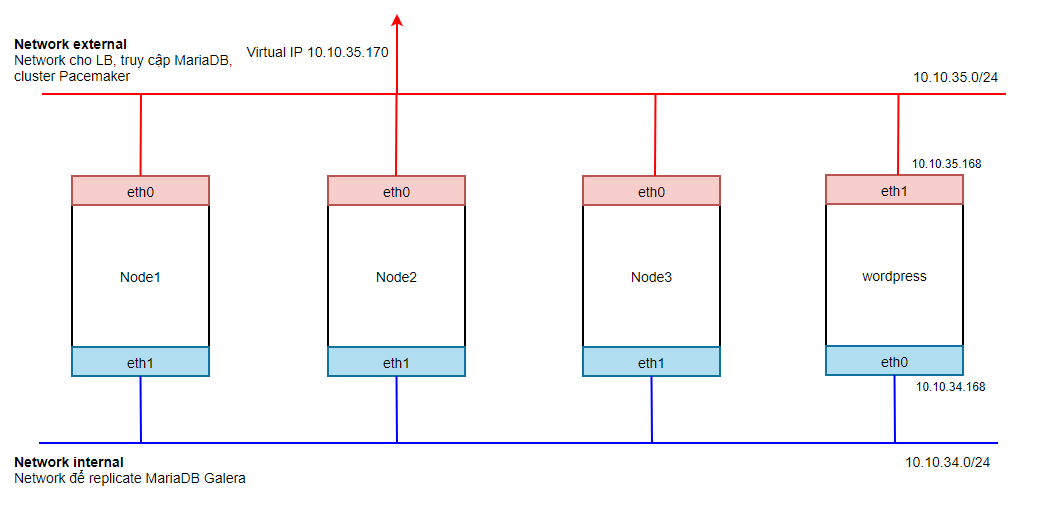 Network external
Network cho LB, truy cập MariaDB,
cluster Pacemaker
Virtual IP 10.10.35.170
10.10.35.0/24
10.10.35.168
eth0
eth0
eth0
eth1
Node1
Node2
Node3
wordpress
eth1
eth1
eth1
eth0
10.10.34.168
Network internal
Network để replicate MariaDB Galera
10.10.34.0/24